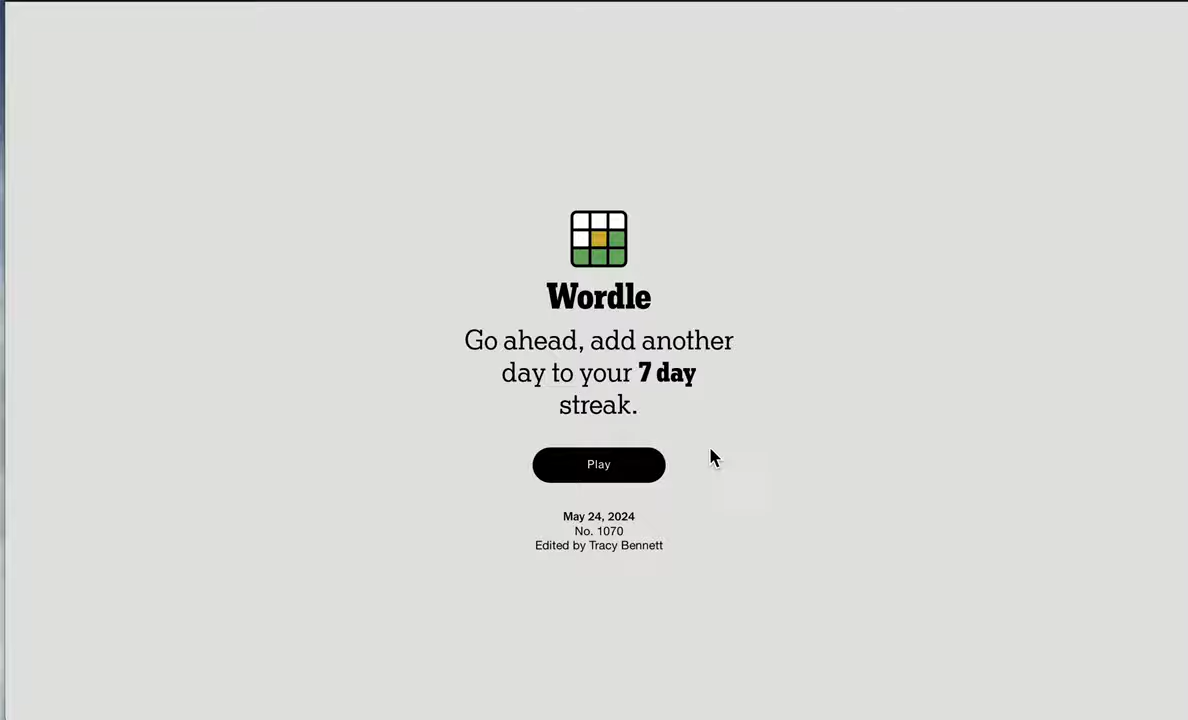 Wordle
Go ahead, add another
day to your 7 day
streak.
Play
May 24, 2024
No. 1070
Edited by Tracy Bennett